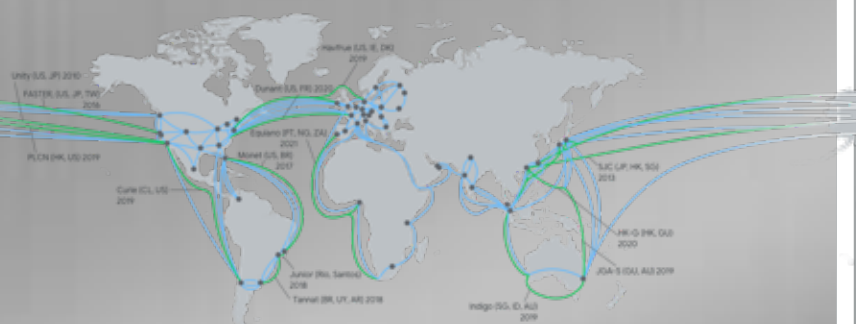 Havfrue (US, IE, DK)
2019
Unity (US, JP) 2010
Dunant (US, FR) 2020
FASTER, (US, JP, TW)
2016
Equiano (PT, NG, ZA)
2021
Monet (US, BR)
2017
PLCN (HK, US) 2019
SJC (JP, HK, SG)
2013
Curie (CL, US)
2019
HK-G (HK, GU)
2020
JGA-S (GU, AU) 2019
Junior (Rio, Santos)
2018
Tannat (BR, UY, AR) 2018
Indigo (SG, ID, AU)
2019